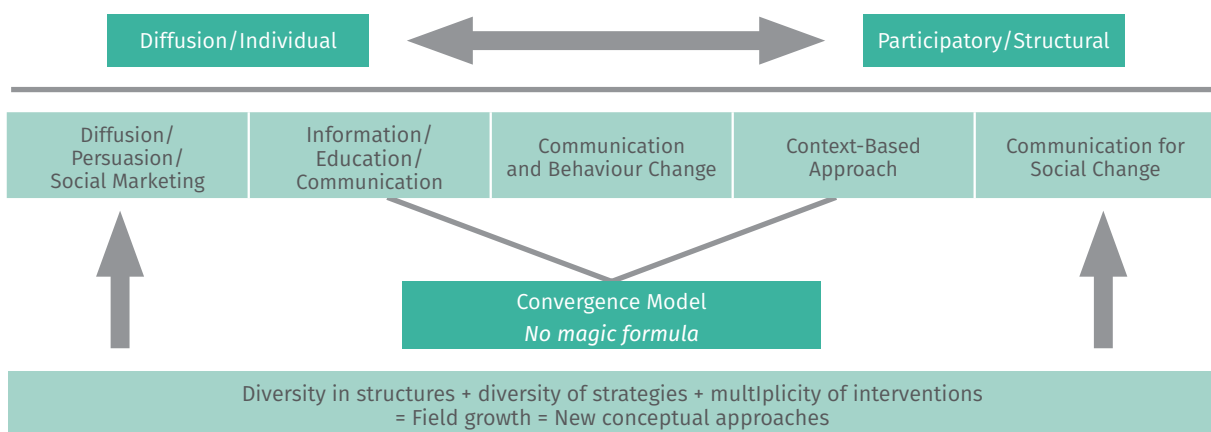 Diffusion/Individual
Participatory/Structural
Diffusion/
Persuasion/
Social Marketing
Information/
Education/
Communication
Communication
and Behaviour Change
Context-Based
Approach
Communication for
Social Change
Convergence Model
No magic formula
Diversity in structures + diversity of strategies + multIplicity of interventions
= Field growth = New conceptual approaches